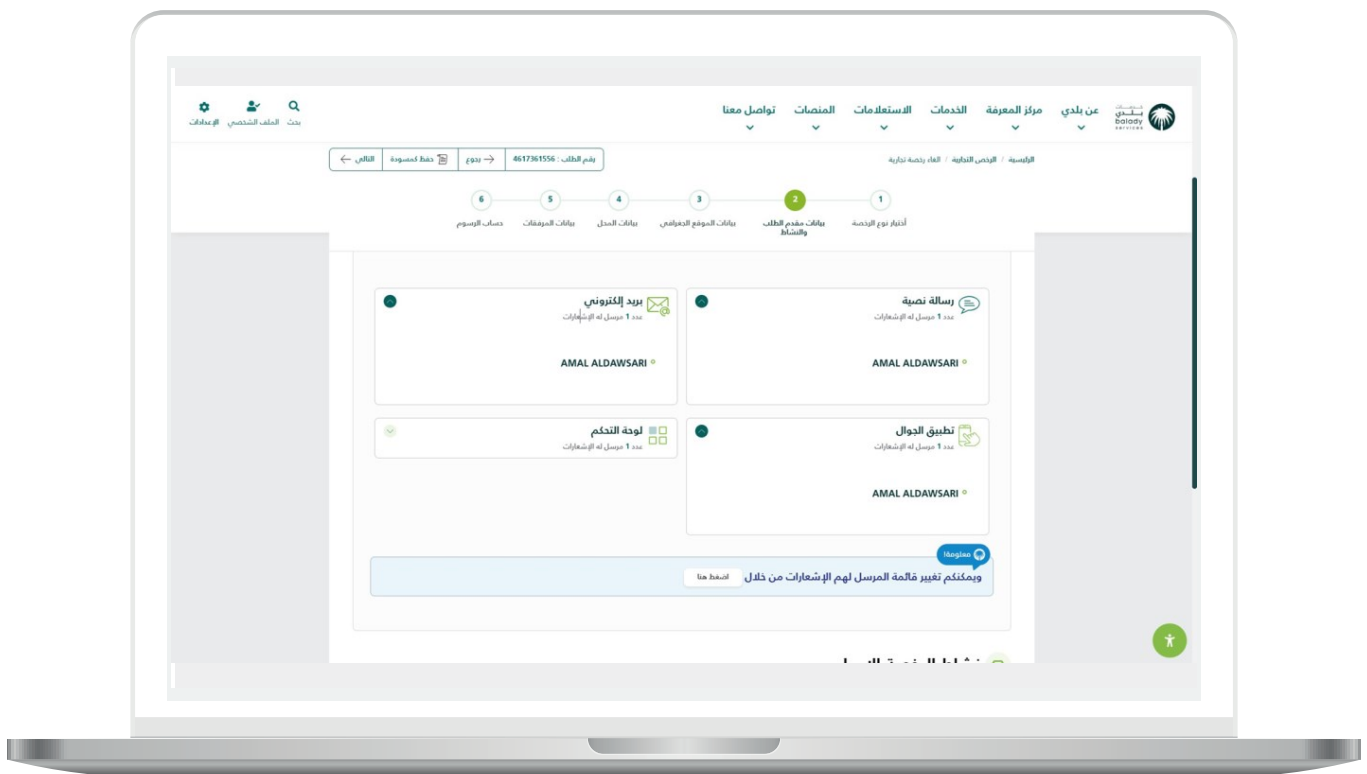 خدمات
بلدي
balady
services
عن بلدي
مركز المعرفة
الخدمات
الاستعلامات
المنصات
تواصل معنا
بحث
الملف الشخصي
الإعدادات
الرئيسية / الرخص التجارية / الغاء رخصة تجارية
رقم الطلب : 4617361556
رجوع
حفظ كمسودة
التالي
1
أختيار نوع الرخصة
2
بيانات مقدم الطلب
والنشاط
3
بيانات الموقع الجغرافي
4
بيانات المحل
5
بيانات المرفقات
6
حساب الرسوم
رسالة نصية
عدد 1 مرسل له الإشعارات
AMAL ALDAWSARI
بريد إلكتروني
عدد 1 مرسل له الإشعارات
AMAL ALDAWSARI
تطبيق الجوال
عدد 1 مرسل له الإشعارات
AMAL ALDAWSARI
لوحة التحكم
عدد 1 مرسل له الإشعارات
معلومة!
ويمكنكم تغيير قائمة المرسل لهم الإشعارات من خلال اضغط هنا